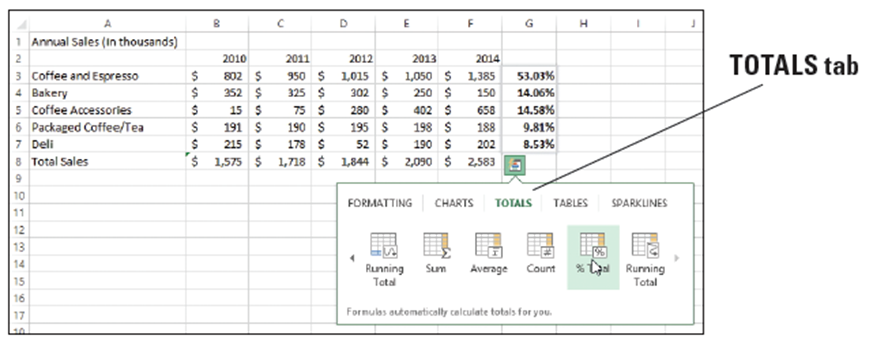 A B C D E F G H I J
1 Annual Sales (in thousands)
2 2010 2011 2012 2013 2014
3 Coffee and Espresso $ 802 $ 950 $ 1,015 $ 1,050 $ 1,385 53.03%
4 Bakery $ 352 $ 325 $ 302 $ 250 $ 150 14.06%
5 Coffee Accessories $ 15 $ 75 $ 280 $ 402 $ 658 14.58%
6 Packaged Coffee/Tea $ 191 $ 190 $ 195 $ 198 $ 188 9.81%
7 Deli $ 215 $ 178 $ 52 $ 190 $ 202 8.53%
8 Total Sales $ 1,575 $ 1,718 $ 1,844 $ 2,090 $ 2,583
9
10
11
12
13
14
15
16
17
18
TOTALS tab
FORMATTING CHARTS TOTALS TABLES SPARKLINES
Running Sum Average Count % Running
Total Total
Formulas automatically calculate totals for you.